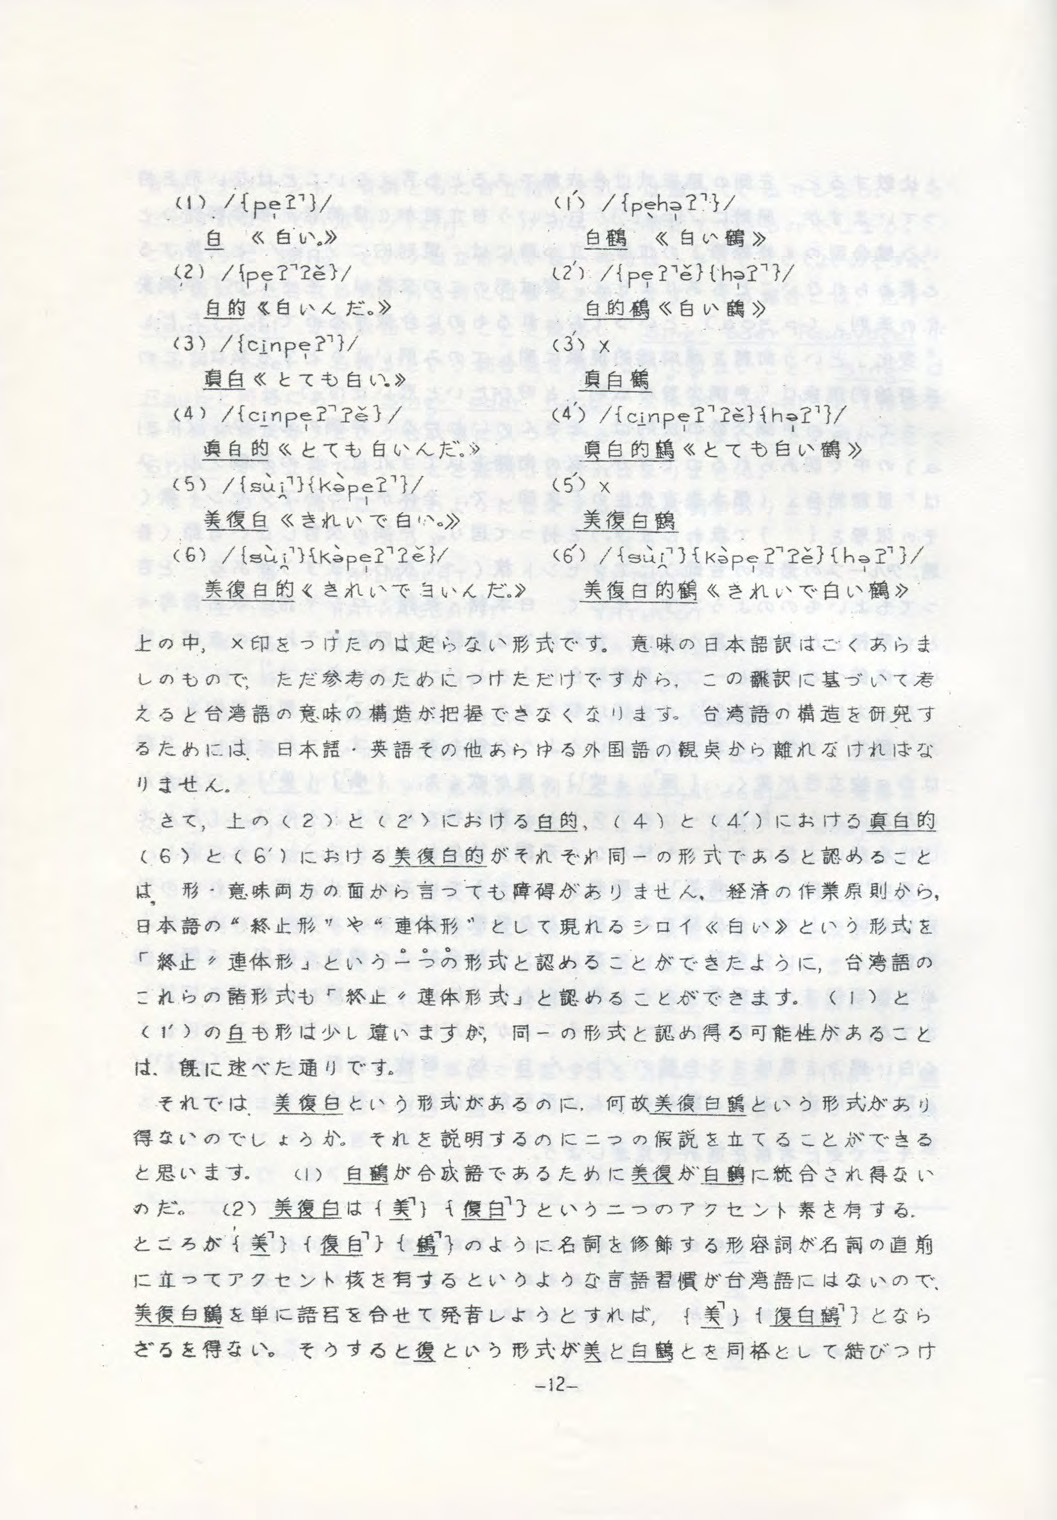 (1) /{pe̩ʔ˥}/ (1′) /{pe̩hə̩ʔ˥}/
白 《白い。》 白鶴 《白い鶴》
(2) /{pe̩ʔ˥ʔě}/ (2′) /{pe̩ʔ˥ě}{hə̩ʔ˥}/
白的《白いんだ。》 白的鶴《白い鶴》
(3) /{ci̩npe̩ʔ˥}/ (3′) ×
真白《とても白い。》 真白鶴
(4) /{ci̩npe̩ʔ˥ʔě}/ (4′) /{ci̩npe̩ʔ˥ʔě}{hə̩ʔ˥}/
真白的《とても白いんだ。》 真白的鶴《とても白い鶴》
(5) /{sùi̯˥}{kàpe̩ʔ˥}/ (5′) ×
美復白《きれいで白い。》 美復白鶴
(6) /{sùi̯˥}{kàpe̩ʔ˥ʔě}/ (6′) /{sùi̯˥}{kàpe̩ʔ˥ʔě}{hə̩ʔ˥}/
美復白的《きれいでヨいんだ。》 美復白的鶴《きれいで白い鶴》
上の中，×印をつけたのは起らない形式です。意味の日本語訳はごくあらま
しのもので，ただ参考のためにつけただけですから，この飜訳に基づいて考
えると台湾語の意味の構造が把握できなくなります。台湾語の構造を研究す
るためには，日本語・英語その他あらゆる外国語の観点から離れなければな
りません。
さて，上の（2）と（2′）における白的，（4）と（4′）における真白的
（6）と（6′）における美復白的がそれぞれ同一の形式であると認めること
は，形・意味両方の面から言っても障碍がありません，経済の作業原則から，
日本語の“終止形”や“連体形”として現れるシロイ《白い》という形式を
「終止〃連体形」という一つの形式と認めることができたように，台湾語の
これらの諸形式も「終止〃連体形式」と認めることができます。（1）と
（1′）の白も形は少し違いますが，同一の形式と認め得る可能性があること
は，既に述べた通りです。
それでは，美復白という形式があるのに，何故美復白鶴という形式があり
得ないのでしょうか。それを説明するのに二つの仮説を立てることができる
と思います。（1）白鶴が合成語であるために美復が白鶴に統合され得ない
のだ。（2）美復白は{美˥}{復白˥}という二つのアクセント素を有する．
ところが{美˥}{復白˥}{鶴˥}のように名詞を修飾する形容詞が名詞の直前
に立ってアクセント核を有するというような言語習慣が台湾語にはないので，
美復白鶴を単に語呂を合せて発音しようとすれば，{美˥}{復白鶴˥}となら
ざるを得ない。そうすると復という形式が美と白鶴とを同格として結びつけ
–12–